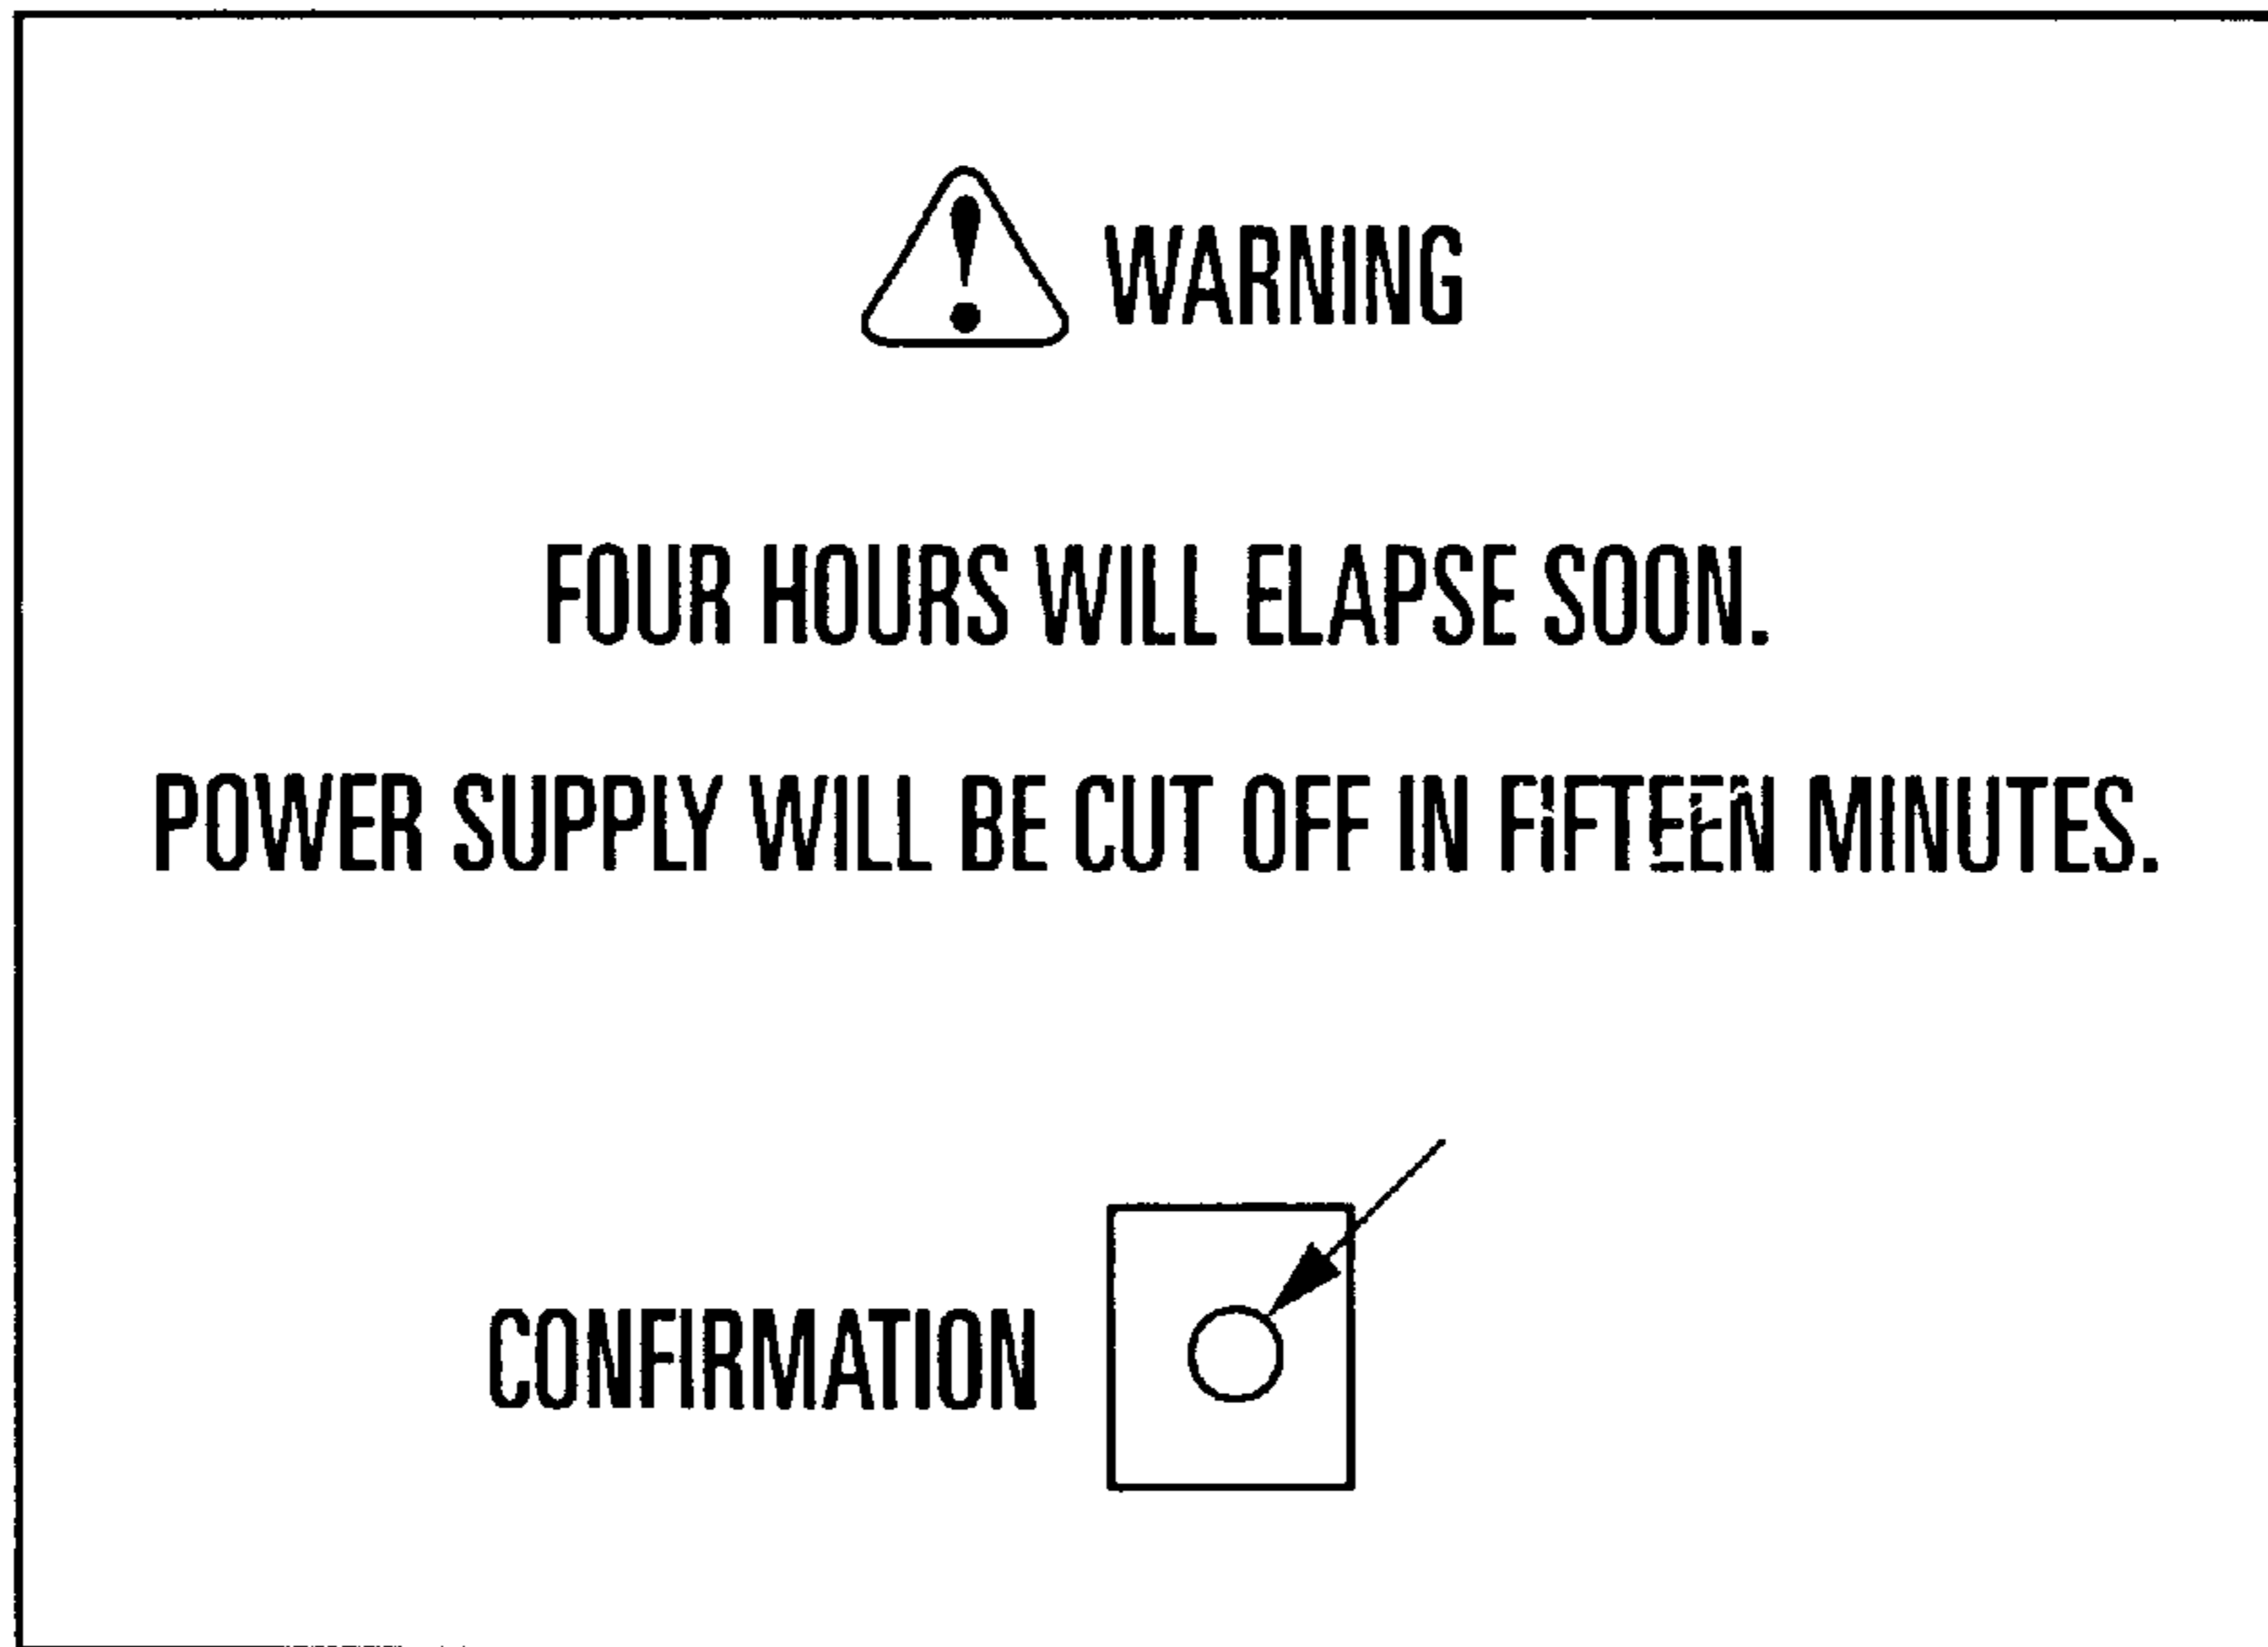 WARNING
FOUR HOURS WILL ELAPSE SOON.
POWER SUPPLY WILL BE CUT OFF IN FIFTEEN MINUTES.
CONFIRMATION